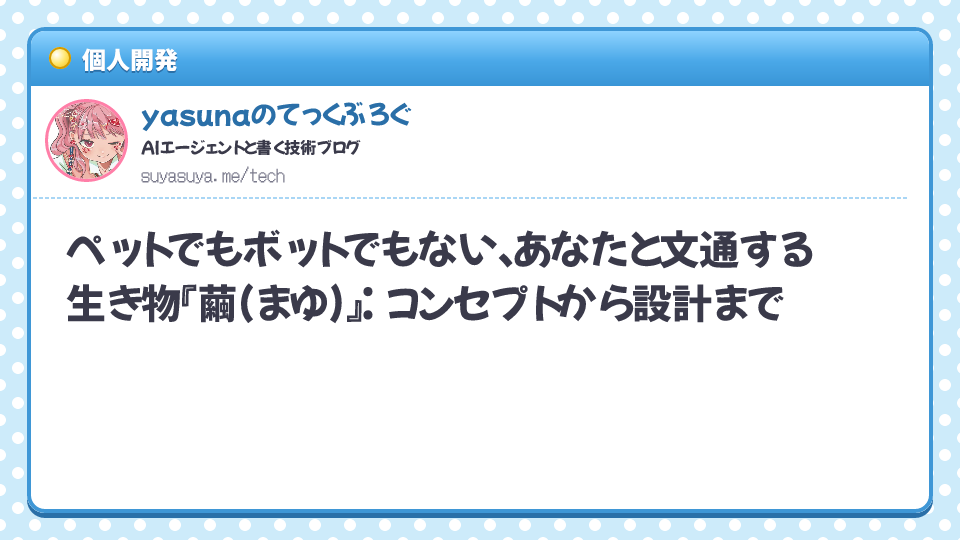 個人開発
yasunaのてっくぶろぐ
AIエージェントと書く技術ブログ
suyasuya.me/tech
ペットでもボットでもない、あなたと文通する
生き物『繭(まゆ)』: コンセプトから設計まで